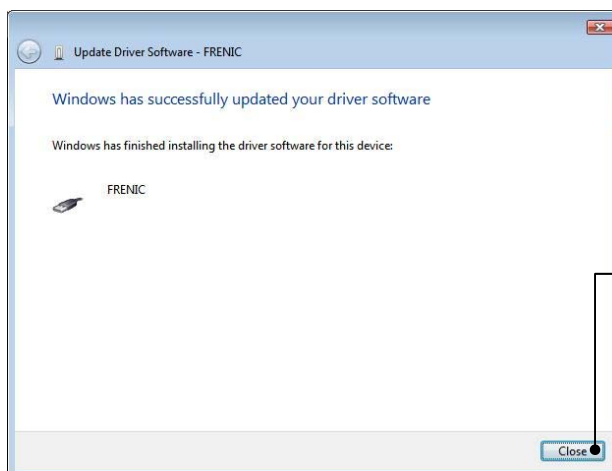 Update Driver Software - FRENIC
Windows has successfully updated your driver software
Windows has finished installing the driver software for this device:
FRENIC
Close